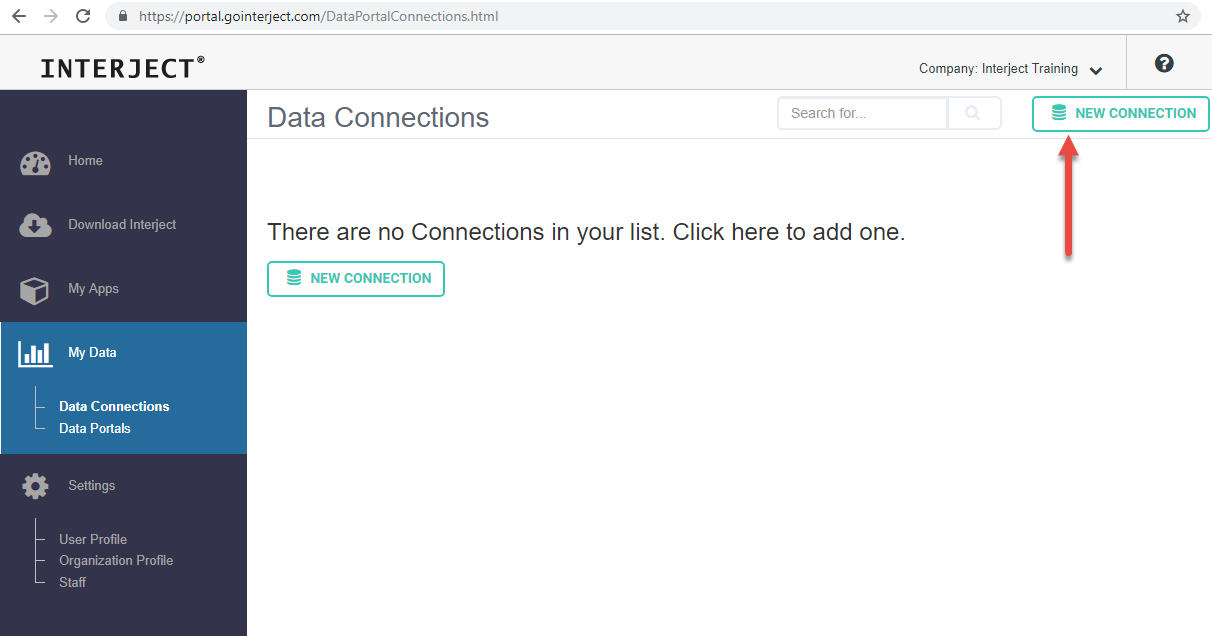 https://portal.gointerject.com/DataPortalConnections.html
INTERJECT®
Company: Interject Training
?
Data Connections
Search for...
NEW CONNECTION
Home
Download Interject
My Apps
My Data
Data Connections
Data Portals
Settings
User Profile
Organization Profile
Staff
There are no Connections in your list. Click here to add one.
NEW CONNECTION